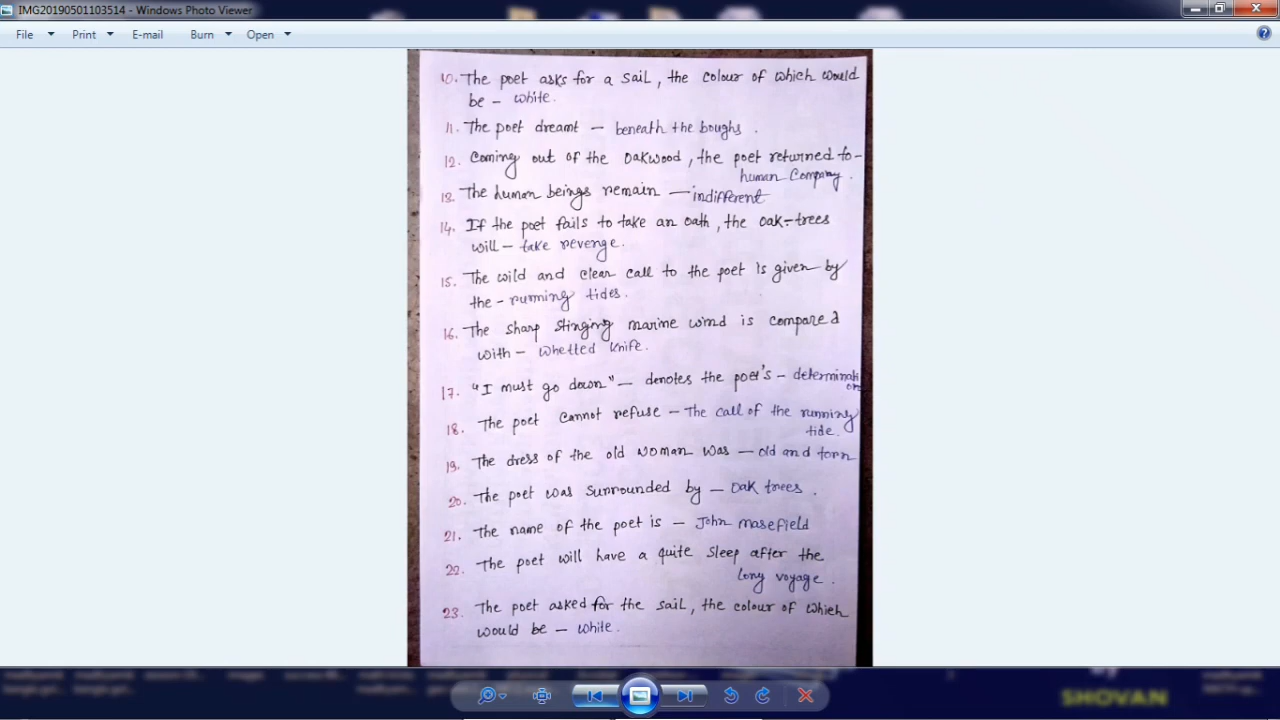 IMG20190501103514 - Windows Photo Viewer
File Print E-mail Burn Open
10. The poet asks for a sail, the colour of which would
be - white.
11. The poet dreamt - beneath the boughs.
12. Coming out of the oakwood, the poet returned to-
human Company.
13. The human beings remain - indifferent
14. If the poet fails to take an oath, the oak-trees
will - take revenge.
15. The wild and clear call to the poet is given by
the - running tides.
16. The sharp stinging marine wind is compared
with - whetted knife.
17. "I must go down" - denotes the poet's - determinati
on
18. The poet cannot refuse - The call of the running
tide.
19. The dress of the old woman was - old and torn
20. The poet was surrounded by - oak trees.
21. The name of the poet is - John masefield
22. The poet will have a quite sleep after the
long voyage.
23. The poet asked for the sail, the colour of which
would be - white.
SHOVAN